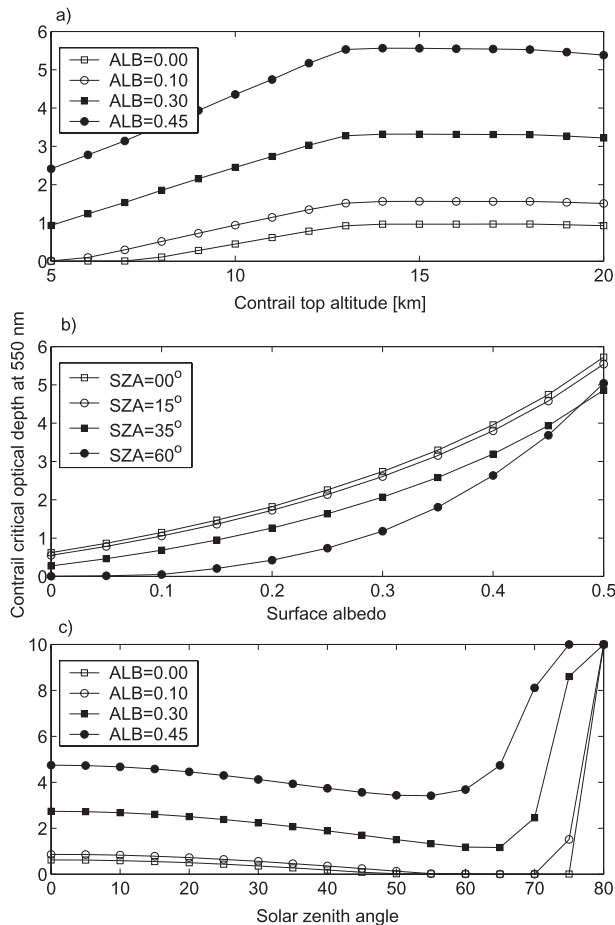 a)
6
5
4
3
2
1
0
ALB=0.00
ALB=0.10
ALB=0.30
ALB=0.45
5 10 15 20
Contrail top altitude [km]
b)
Contrail critical optical depth at 550 nm
6
5
4
3
2
1
0
SZA=00º
SZA=15º
SZA=35º
SZA=60º
0 0.1 0.2 0.3 0.4 0.5
Surface albedo
c)
10
8
6
4
2
0
ALB=0.00
ALB=0.10
ALB=0.30
ALB=0.45
0 10 20 30 40 50 60 70 80
Solar zenith angle